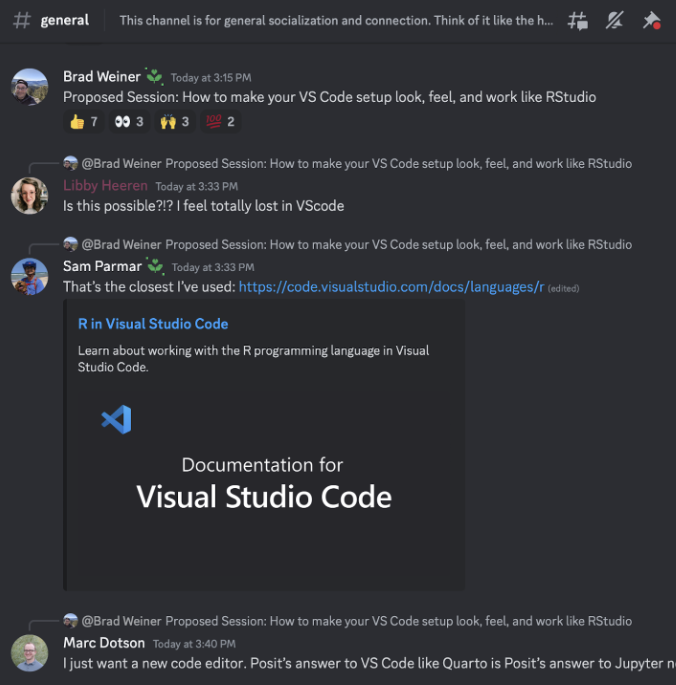 # general
This channel is for general socialization and connection. Think of it like the h...
Brad Weiner Today at 3:15 PM
Proposed Session: How to make your VS Code setup look, feel, and work like RStudio
👍 7 👀 3 🙌 3 💯 2
@Brad Weiner Proposed Session: How to make your VS Code setup look, feel, and work like RStudio
Libby Heeren Today at 3:33 PM
Is this possible?!? I feel totally lost in VScode
@Brad Weiner Proposed Session: How to make your VS Code setup look, feel, and work like RStudio
Sam Parmar Today at 3:33 PM
That’s the closest I’ve used: https://code.visualstudio.com/docs/languages/r (edited)
R in Visual Studio Code
Learn about working with the R programming language in Visual
Studio Code.
Documentation for
Visual Studio Code
@Brad Weiner Proposed Session: How to make your VS Code setup look, feel, and work like RStudio
Marc Dotson Today at 3:40 PM
I just want a new code editor. Posit’s answer to VS Code like Quarto is Posit’s answer to Jupyter